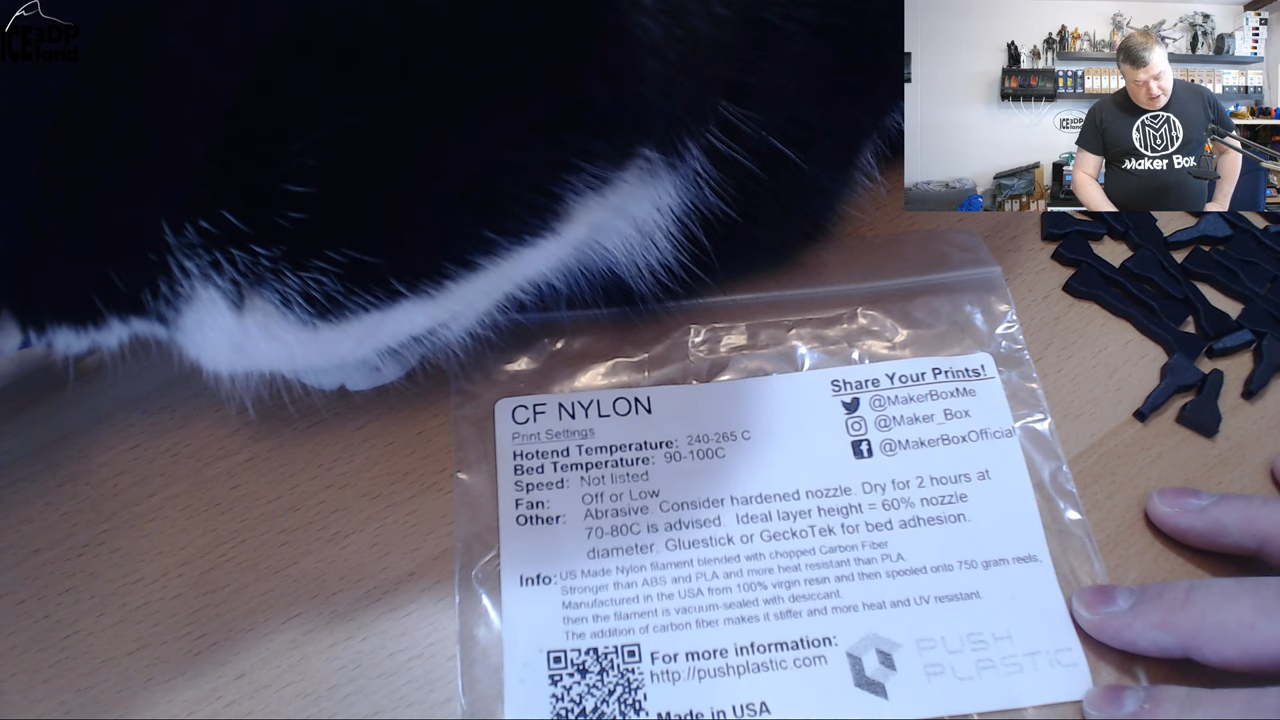 ICE 3DP
land
ICE 3DP
land
Maker Box
CF NYLON
Print Settings
Hotend Temperature: 240-265 C
Bed Temperature: 90-100C
Speed: Not listed
Fan: Off or Low
Other: Abrasive. Consider hardened nozzle. Dry for 2 hours at
70-80C is advised. Ideal layer height = 60% nozzle
diameter. Gluestick or GeckoTek for bed adhesion.
Share Your Prints!
@MakerBoxMe
@Maker_Box
@MakerBoxOfficial
Info: US Made Nylon filament blended with chopped Carbon Fiber
Stronger than ABS and PLA and more heat resistant than PLA.
Manufactured in the USA from 100% virgin resin and then spooled onto 750 gram reels,
then the filament is vacuum-sealed with desiccant.
The addition of carbon fiber makes it stiffer and more heat and UV resistant
For more information:
http://pushplastic.com
PUSH
PLASTIC
Made in USA